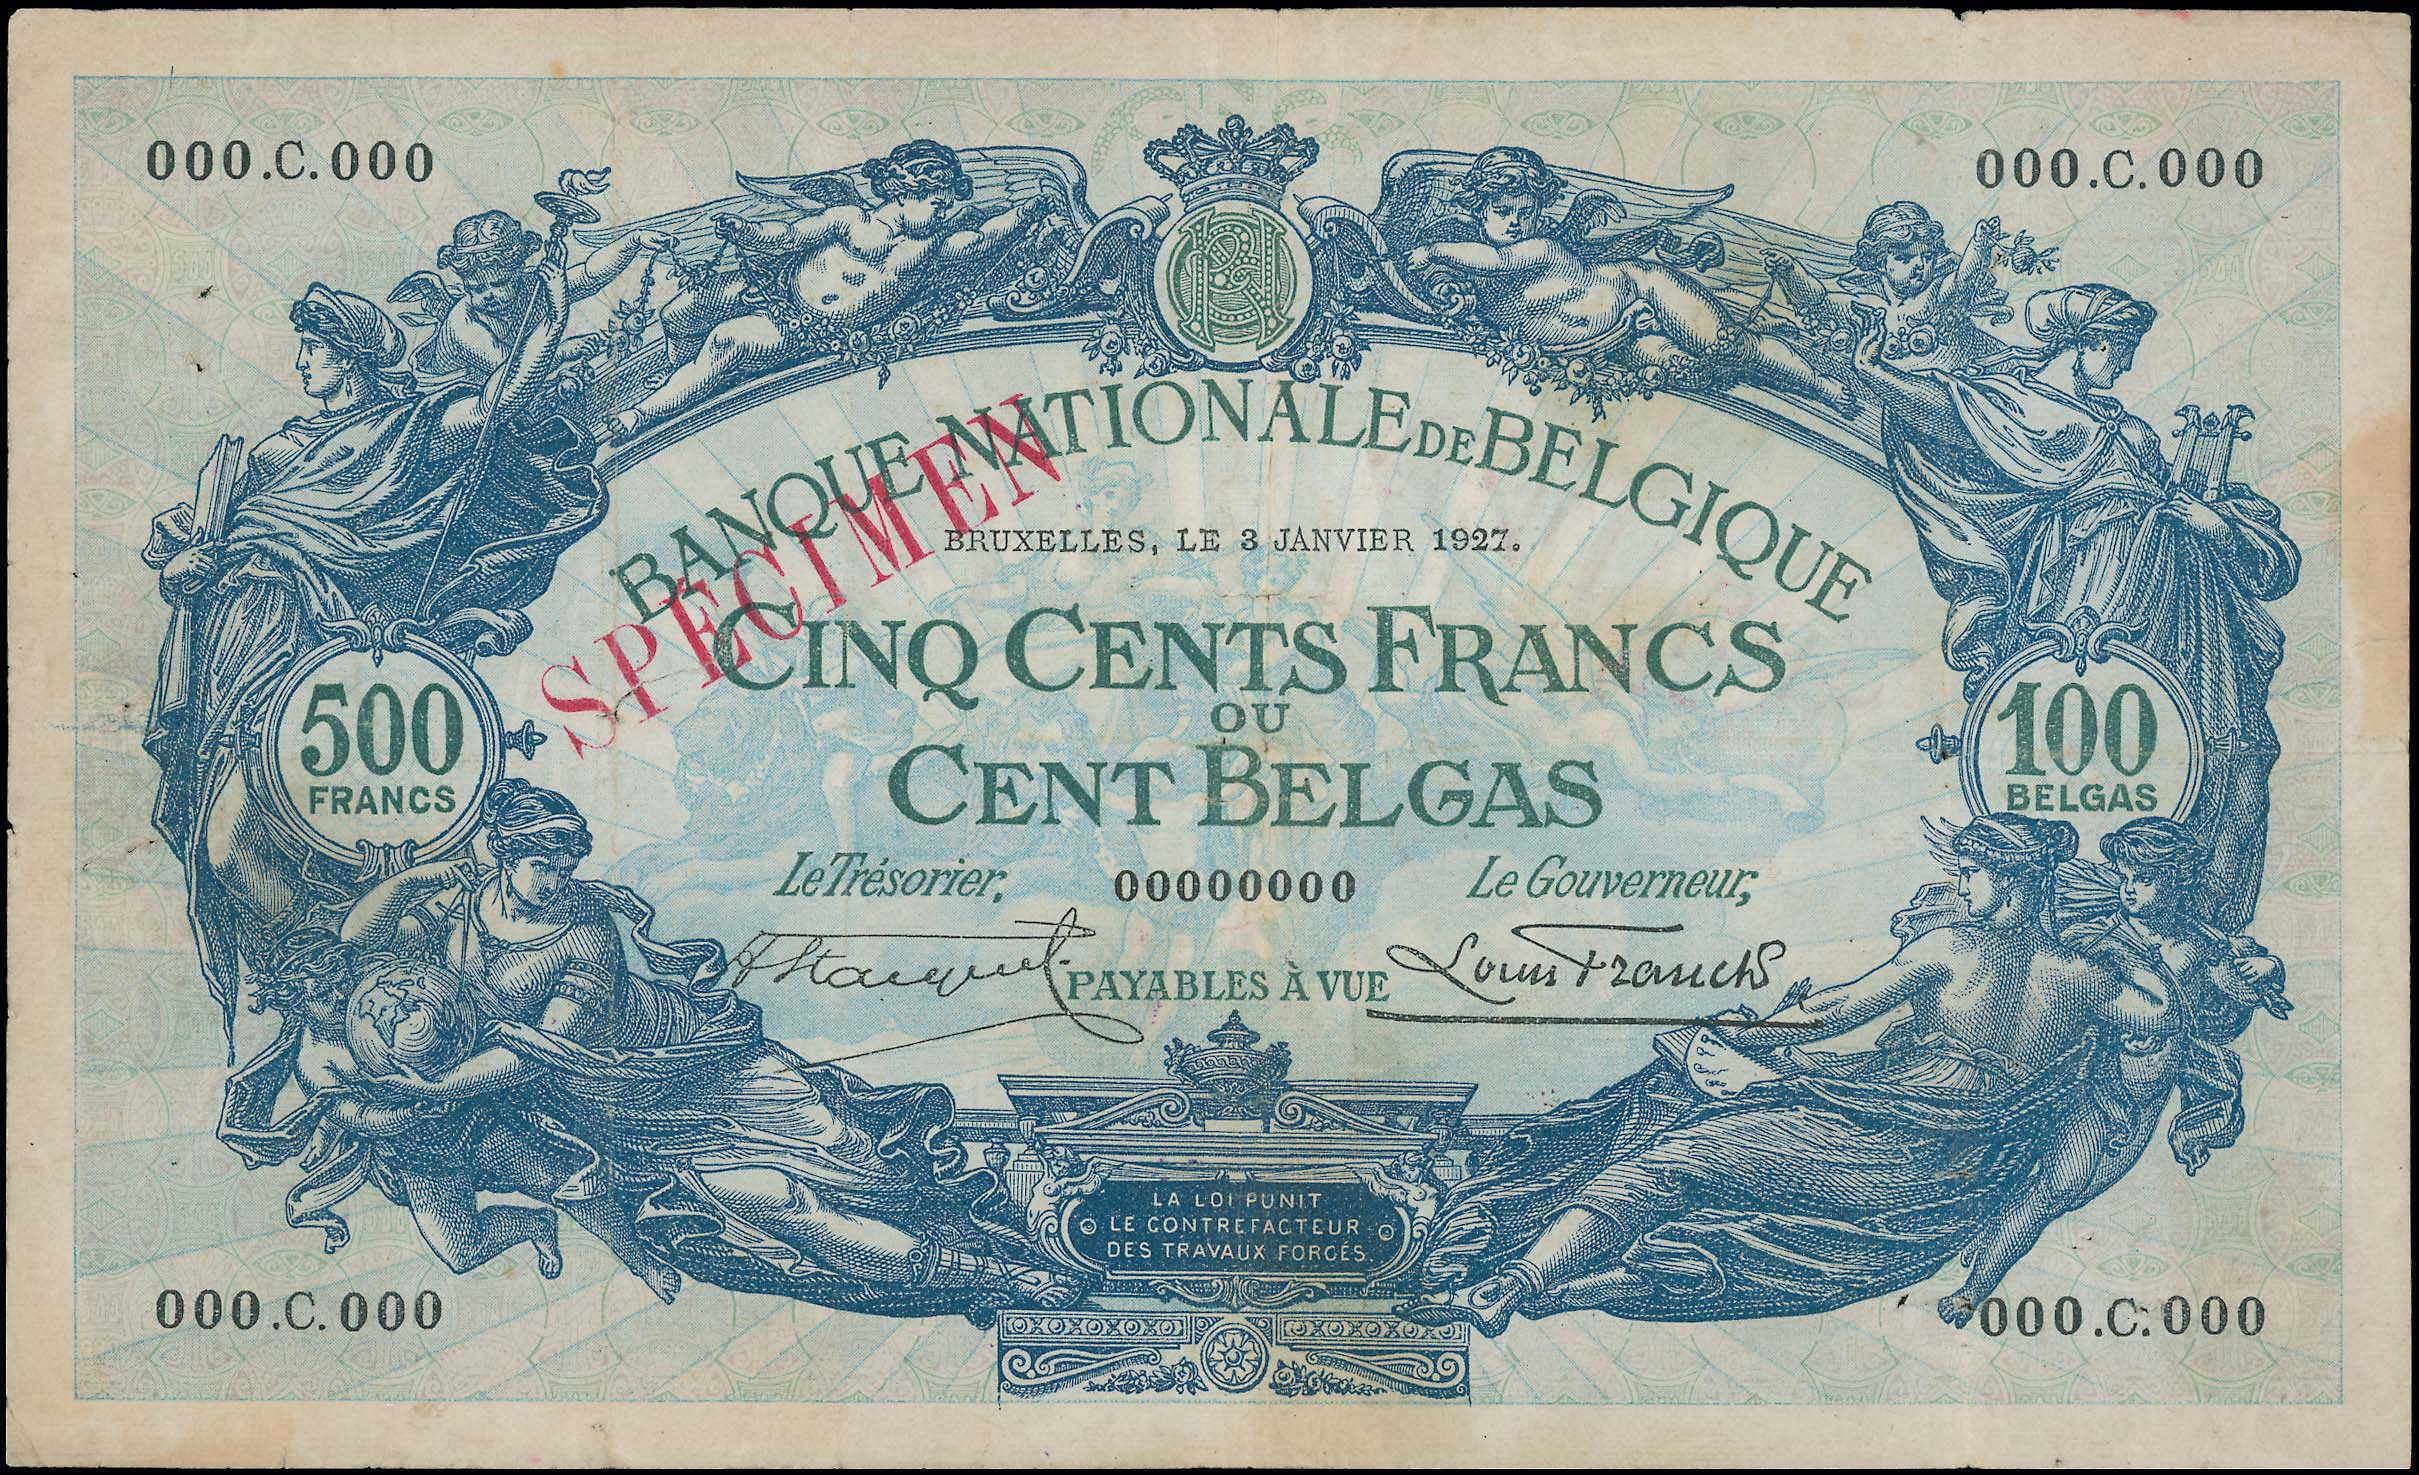 000.C.000
000.C.000
BANQUE NATIONALE DE BELGIQUE
SPECIMEN
BRUXELLES, LE 3 JANVIER 1927.
CINQ CENTS FRANCS
OU
CENT BELGAS
500
FRANCS
100
BELGAS
Le Trésorier,
00000000
Le Gouverneur,
Louis Franck
PAYABLES À VUE
LA LOI PUNIT
LE CONTREFACTEUR
DES TRAVAUX FORCÉS
000.C.000
000.C.000